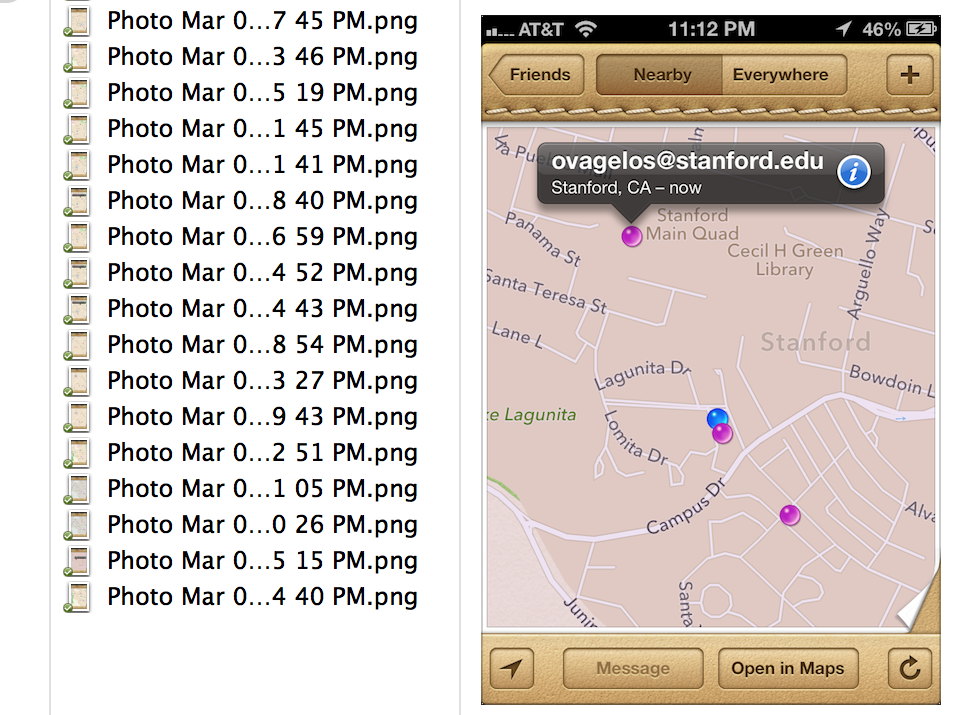 Photo Mar 0...7 45 PM.png
Photo Mar 0...3 46 PM.png
Photo Mar 0...5 19 PM.png
Photo Mar 0...1 45 PM.png
Photo Mar 0...1 41 PM.png
Photo Mar 0...8 40 PM.png
Photo Mar 0...6 59 PM.png
Photo Mar 0...4 52 PM.png
Photo Mar 0...4 43 PM.png
Photo Mar 0...8 54 PM.png
Photo Mar 0...3 27 PM.png
Photo Mar 0...9 43 PM.png
Photo Mar 0...2 51 PM.png
Photo Mar 0...1 05 PM.png
Photo Mar 0...0 26 PM.png
Photo Mar 0...5 15 PM.png
Photo Mar 0...4 40 PM.png
AT&T 11:12 PM 46%
Friends Nearby Everywhere +
ovagelos@stanford.edu
Stanford, CA – now
Stanford
Main Quad
Cecil H Green
Library
Panama St
Arguello Way
Santa Teresa St
Lane L
Stanford
Lagunita Dr
Bowdoin L
ke Lagunita
Lomita Dr
Campus Dr
Alva
Santa
Juni
Message Open in Maps